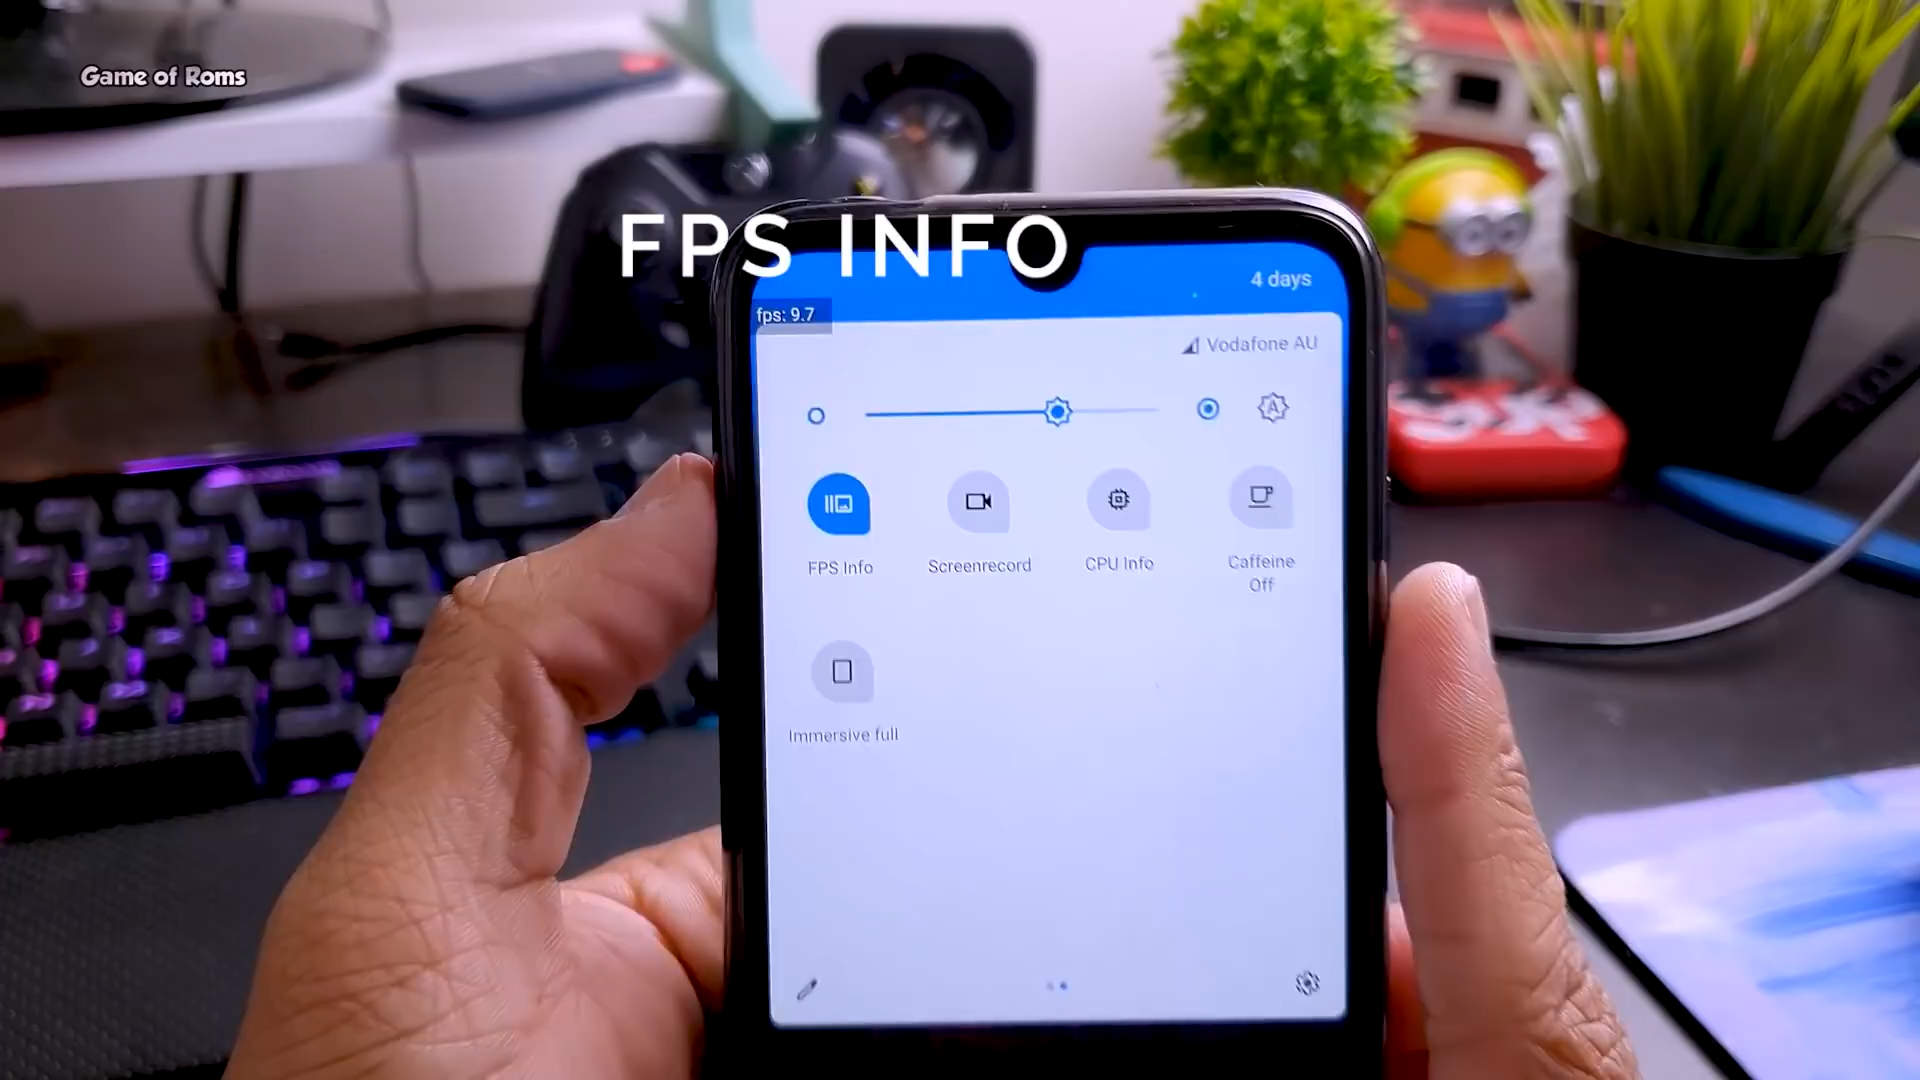 Game of Roms
FPS INFO
4 days
fps: 9.7
Vodafone AU
A
FPS Info
Screenrecord
CPU Info
Caffeine
Off
Immersive full